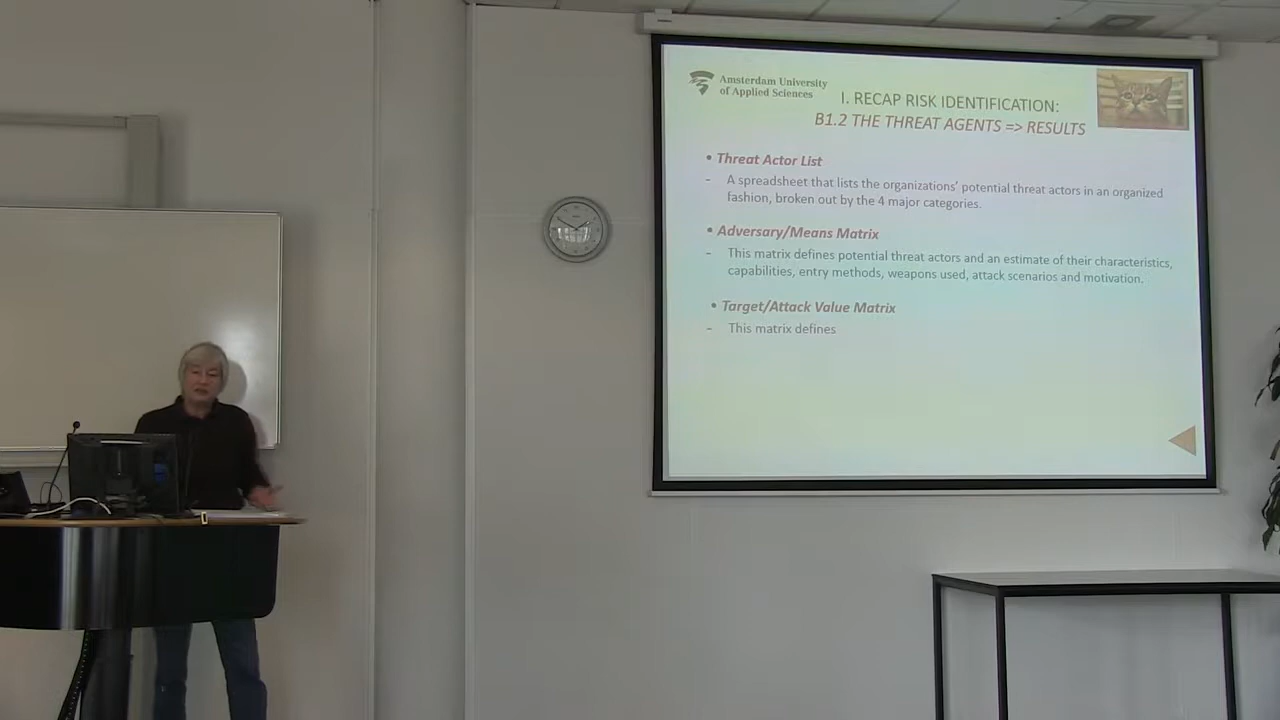 Amsterdam University
of Applied Sciences
I. RECAP RISK IDENTIFICATION:
B1.2 THE THREAT AGENTS => RESULTS
• Threat Actor List
- A spreadsheet that lists the organizations' potential threat actors in an organized
fashion, broken out by the 4 major categories.
• Adversary/Means Matrix
- This matrix defines potential threat actors and an estimate of their characteristics,
capabilities, entry methods, weapons used, attack scenarios and motivation.
• Target/Attack Value Matrix
- This matrix defines